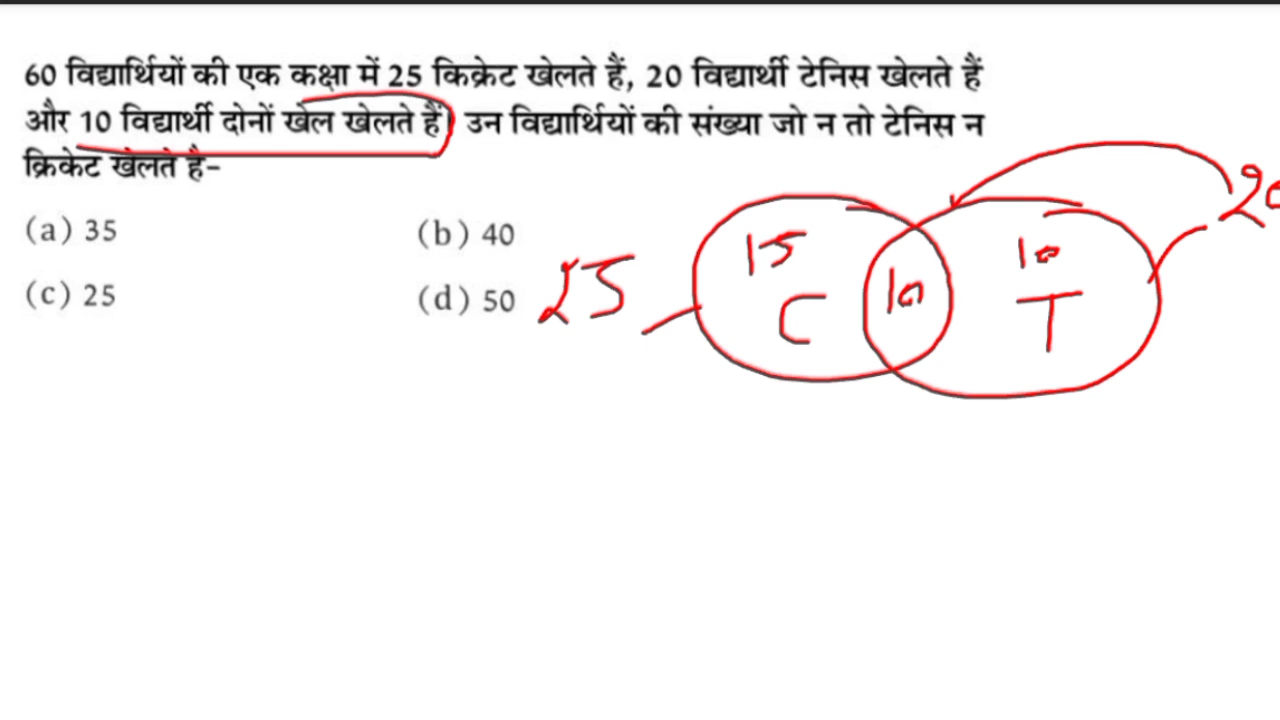 60 विद्यार्थियों की एक कक्षा में 25 किक्रेट खेलते हैं, 20 विद्यार्थी टेनिस खेलते हैं
और 10 विद्यार्थी दोनों खेल खेलते हैं। उन विद्यार्थियों की संख्या जो न तो टेनिस न
क्रिकेट खेलते है-
(a) 35 (b) 40
(c) 25 (d) 50
25 15 C 10 10 T